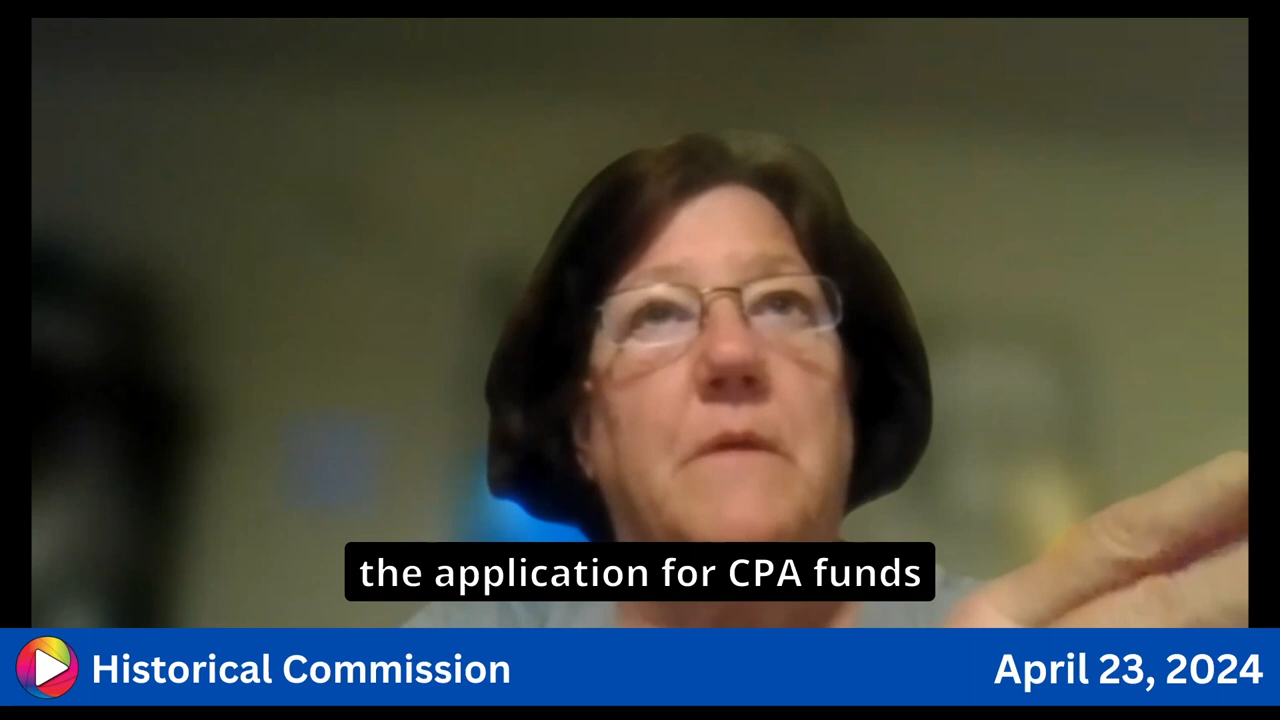 the application for CPA funds
Historical Commission
April 23, 2024